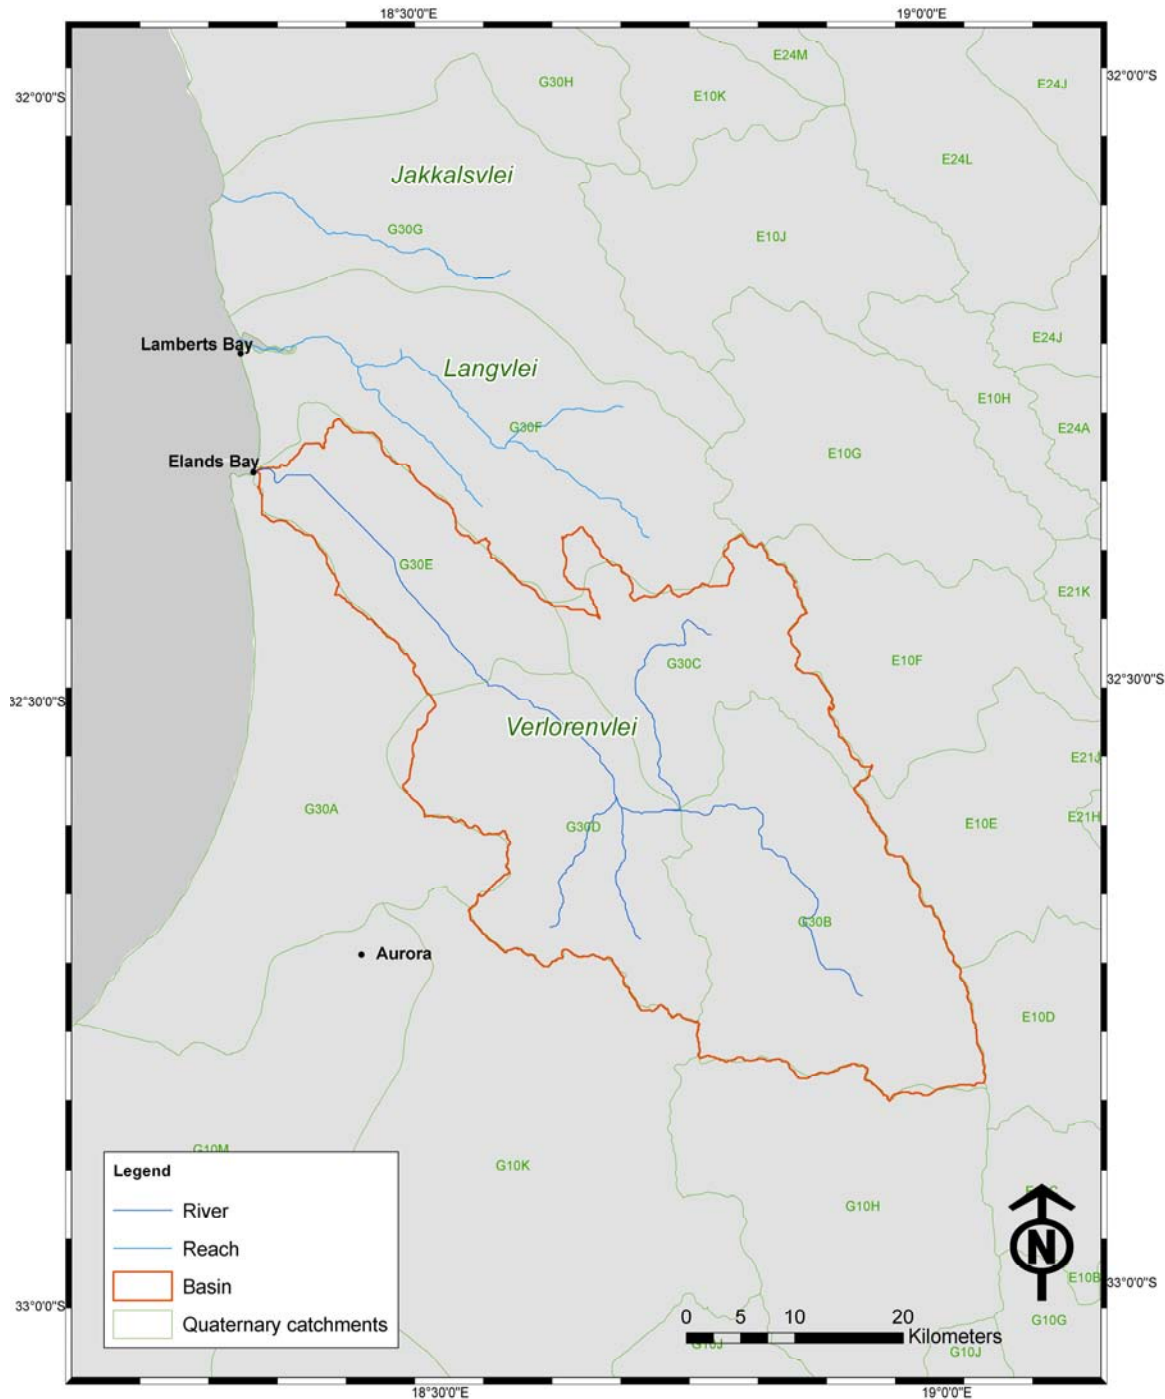 18°30'0"E
19°0'0"E
E24M
32°0'0"S
G30H
E10K
E24J
32°0'0"S
E24L
Jakkalsvlei
G30G
E10J
Lamberts Bay
E24J
Langvlei
E10H
G30F
E24A
E10G
Elands Bay
G30E
E21K
G30C
E10F
32°30'0"S
32°30'0"S
Verlorenvlei
E21J
G30A
G30D
E10E
E21H
G30B
Aurora
E10D
G10M
G10K
Legend
River
Reach
Basin
Quaternary catchments
G10H
N
E10B
33°0'0"S
33°0'0"S
0 5 10 20
Kilometers
G10J
G10G
18°30'0"E
19°0'0"E